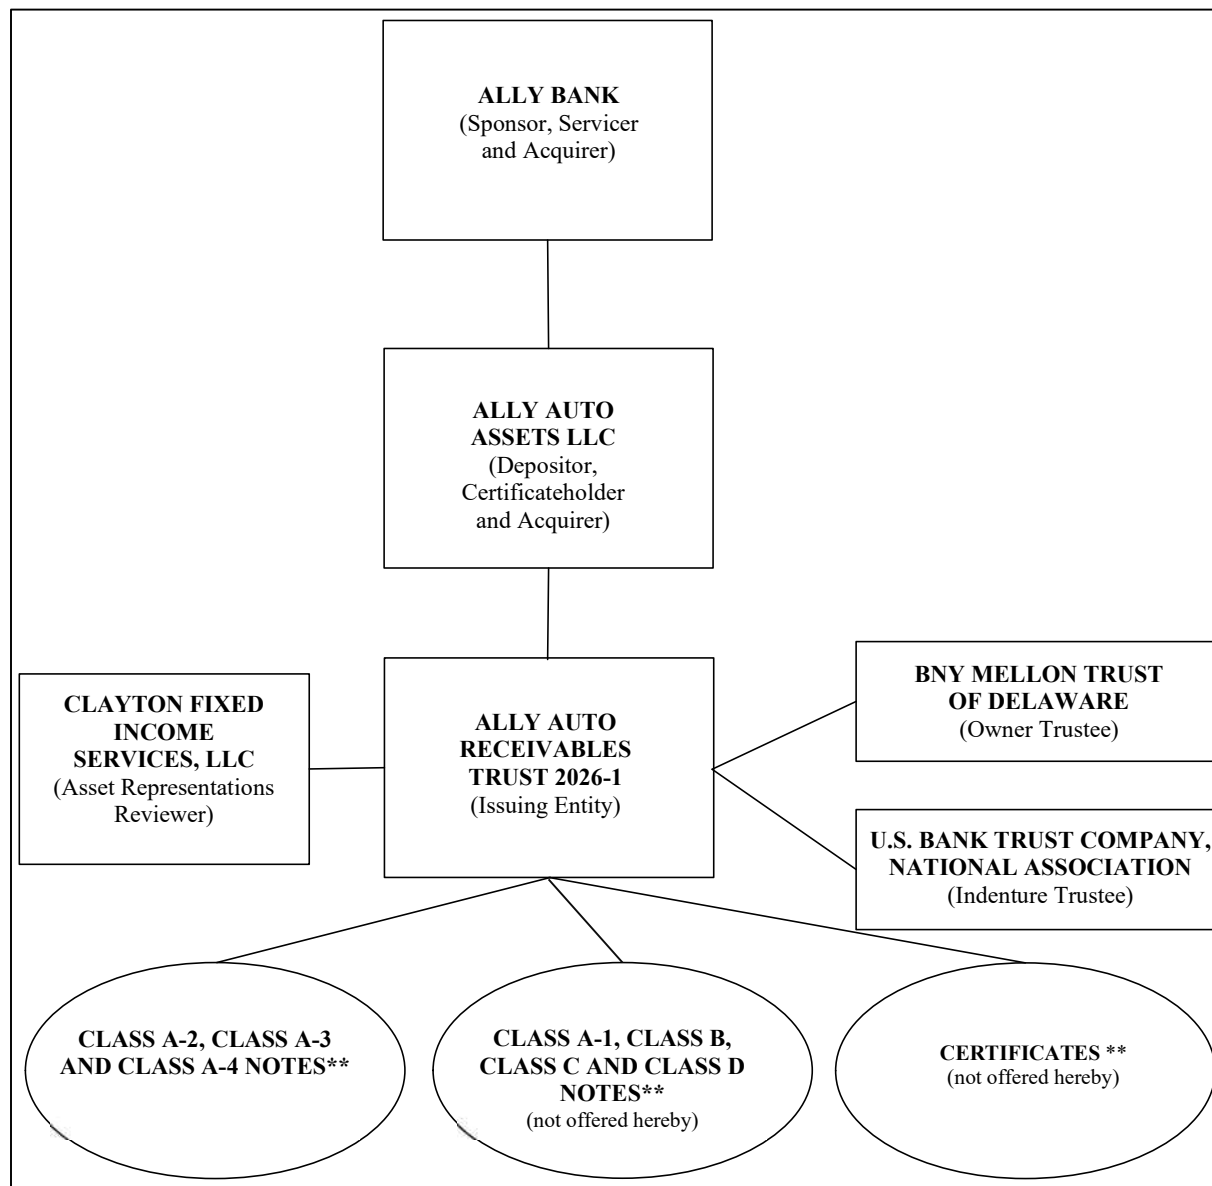 ALLY BANK
(Sponsor, Servicer
and Acquirer)
ALLY AUTO
ASSETS LLC
(Depositor,
Certificateholder
and Acquirer)
CLAYTON FIXED
INCOME
SERVICES, LLC
(Asset Representations
Reviewer)
ALLY AUTO
RECEIVABLES
TRUST 2026-1
(Issuing Entity)
BNY MELLON TRUST
OF DELAWARE
(Owner Trustee)
U.S. BANK TRUST COMPANY,
NATIONAL ASSOCIATION
(Indenture Trustee)
CLASS A-2, CLASS A-3
AND CLASS A-4 NOTES**
CLASS A-1, CLASS B,
CLASS C AND CLASS D
NOTES**
(not offered hereby)
CERTIFICATES **
(not offered hereby)